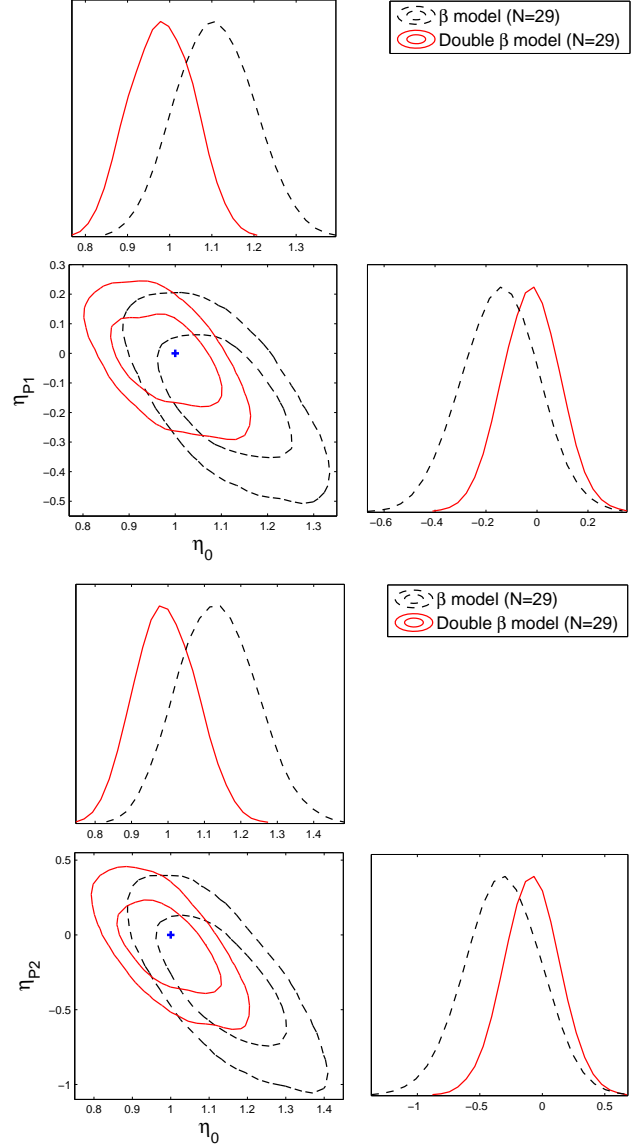 β model (N=29)
Double β model (N=29)
0.8 0.9 1 1.1 1.2 1.3
0.3
0.2
0.1
0
−0.1
−0.2
−0.3
−0.4
−0.5
η_P1
0.8 0.9 1 1.1 1.2 1.3
η_0
−0.6 −0.4 −0.2 0 0.2
β model (N=29)
Double β model (N=29)
0.8 0.9 1 1.1 1.2 1.3 1.4
0.5
0
−0.5
−1
η_P2
0.8 0.9 1 1.1 1.2 1.3 1.4
η_0
−1 −0.5 0 0.5